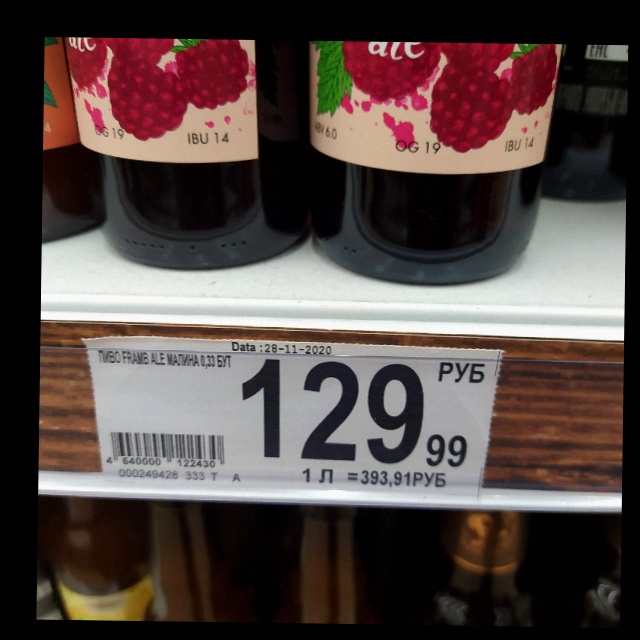 ale
ale
EAC
OG 19
IBU 14
ABV 6.0
OG 19
IBU 14
Data :28-11-2020
ПИВО FRAMB ALE МАЛИНА 0,33 БУТ
129 99
РУБ
4 640000 122430
000249428 333 Т А
1 Л =393,91РУБ